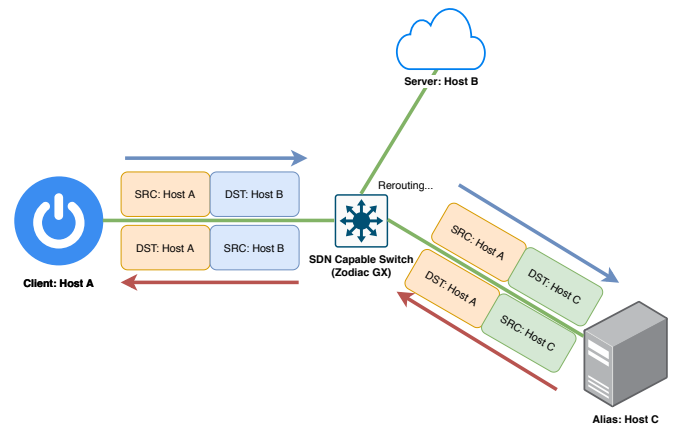 Server: Host B
Rerouting...
SRC: Host A
DST: Host B
DST: Host A
SRC: Host B
Client: Host A
SDN Capable Switch
(Zodiac GX)
SRC: Host A
DST: Host C
DST: Host A
SRC: Host C
Alias: Host C